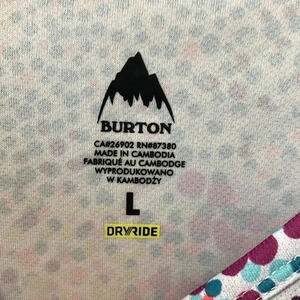 BURTON
CA#26902 RN#87380
MADE IN CAMBODIA
FABRIQUÉ AU CAMBODGE
WYPRODUKOWANO
W KAMBODŻY
L
DRYRIDE